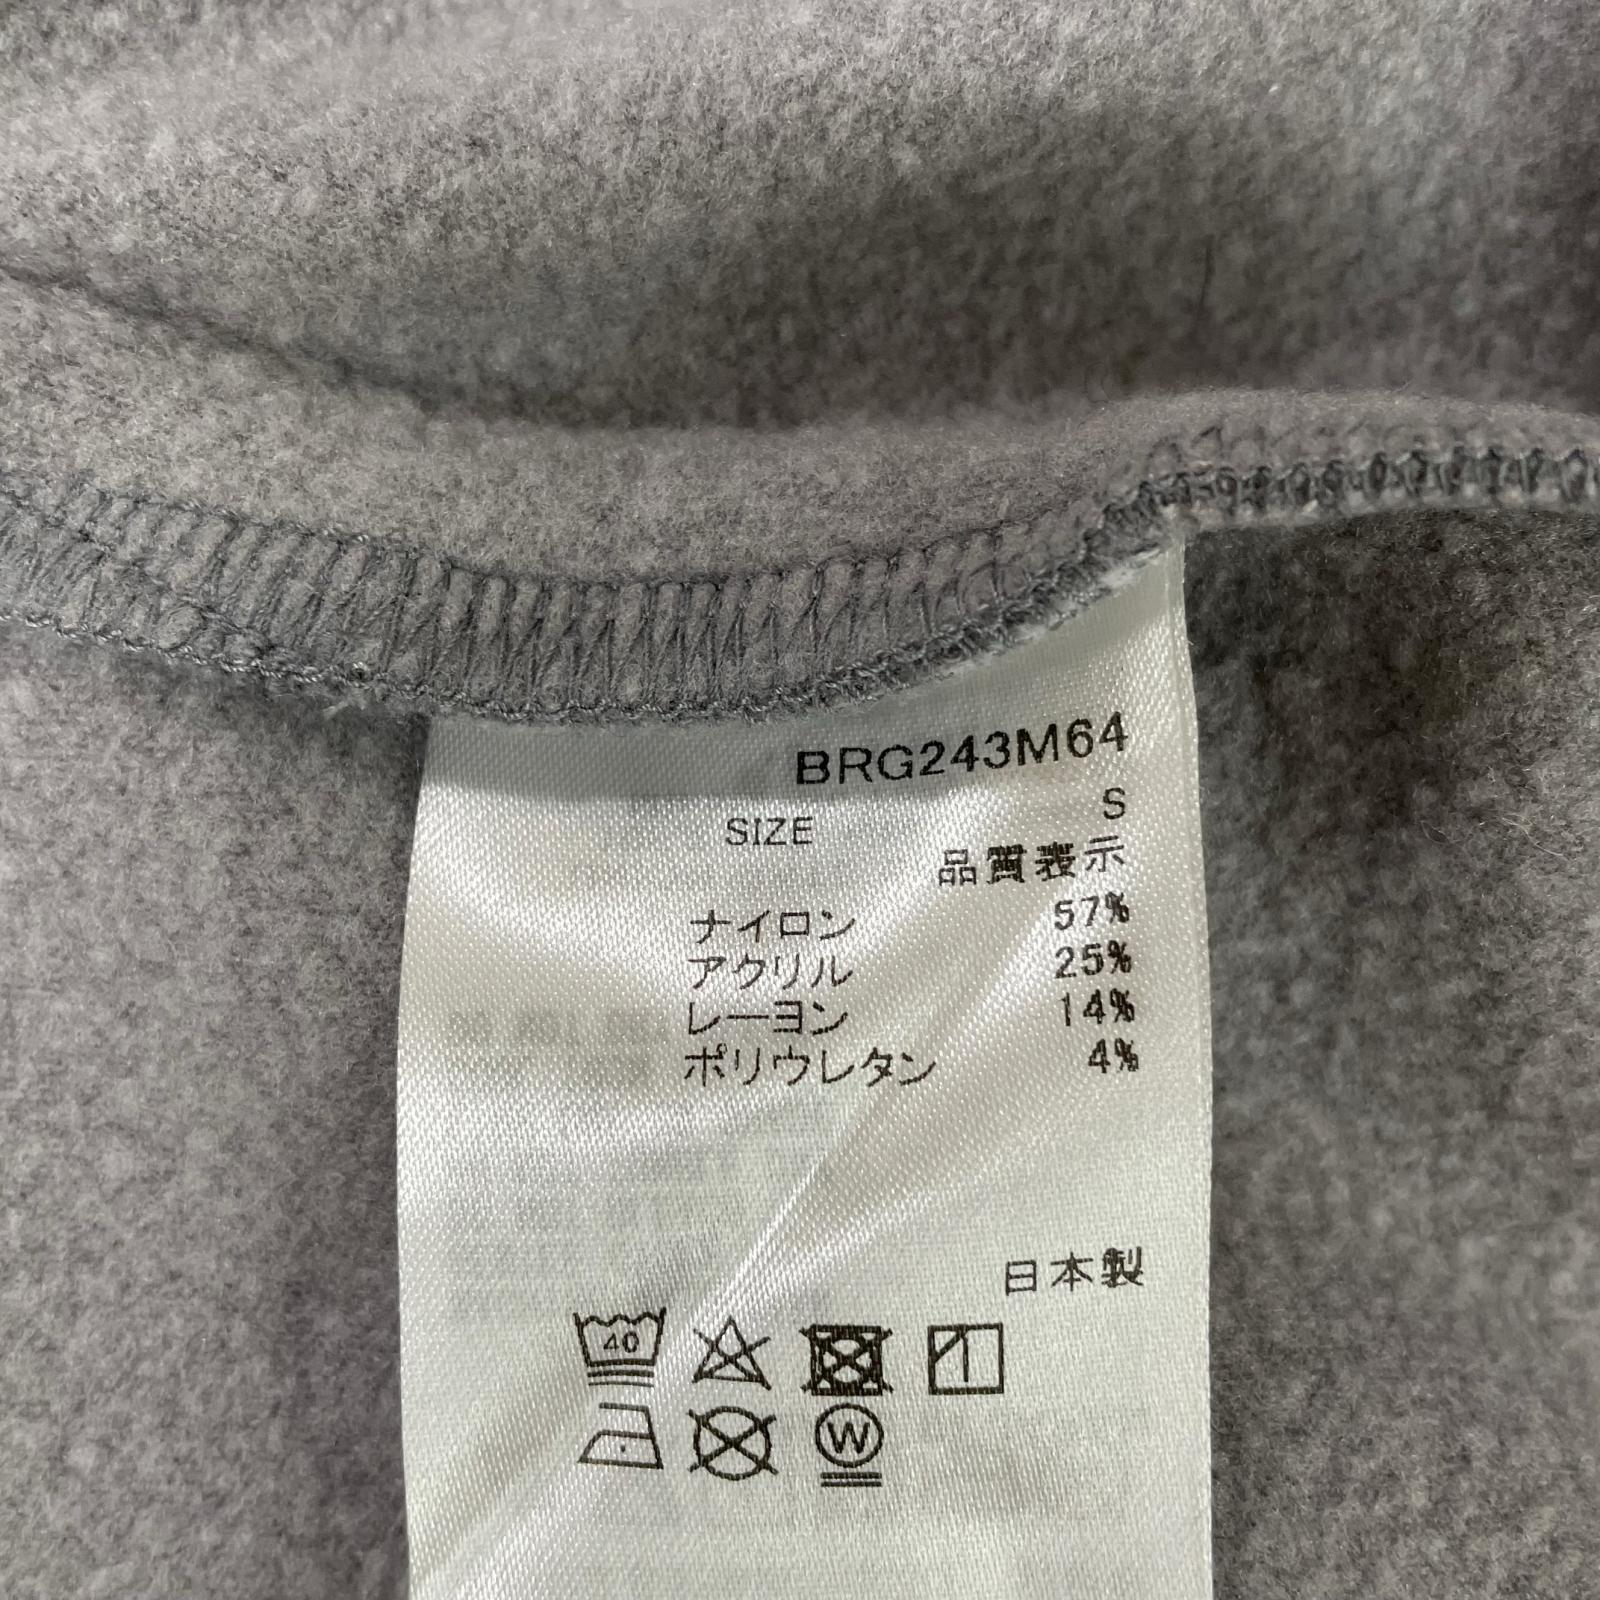 BRG243M64
SIZE S
品質表示
ナイロン 57%
アクリル 25%
レーヨン 14%
ポリウレタン 4%
日本製
40
W